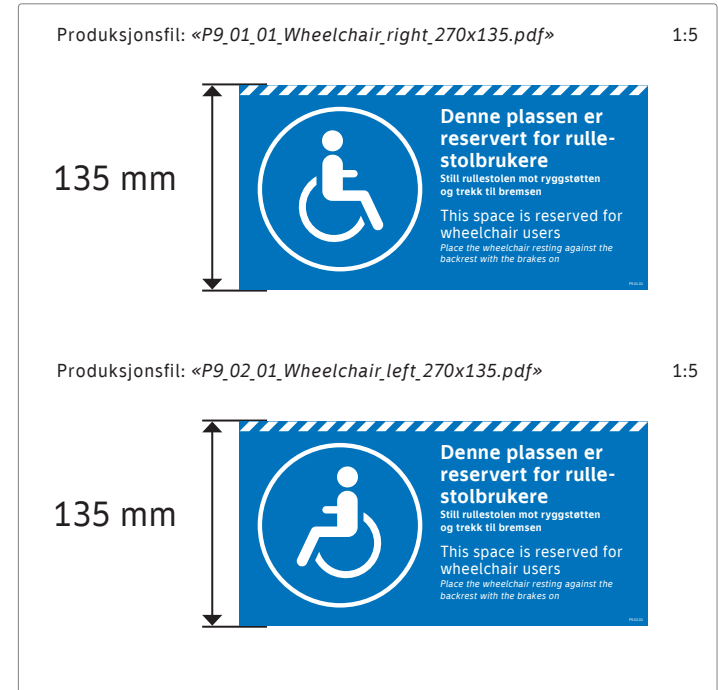 Produksjonsfil: «P9_01_01_Wheelchair_right_270x135.pdf» 1:5
135 mm
Denne plassen er
reservert for rulle-
stolbrukere
Still rullestolen mot ryggstøtten
og trekk til bremsen
This space is reserved for
wheelchair users
Place the wheelchair resting against the
backrest with the brakes on
Produksjonsfil: «P9_02_01_Wheelchair_left_270x135.pdf» 1:5
135 mm
Denne plassen er
reservert for rulle-
stolbrukere
Still rullestolen mot ryggstøtten
og trekk til bremsen
This space is reserved for
wheelchair users
Place the wheelchair resting against the
backrest with the brakes on